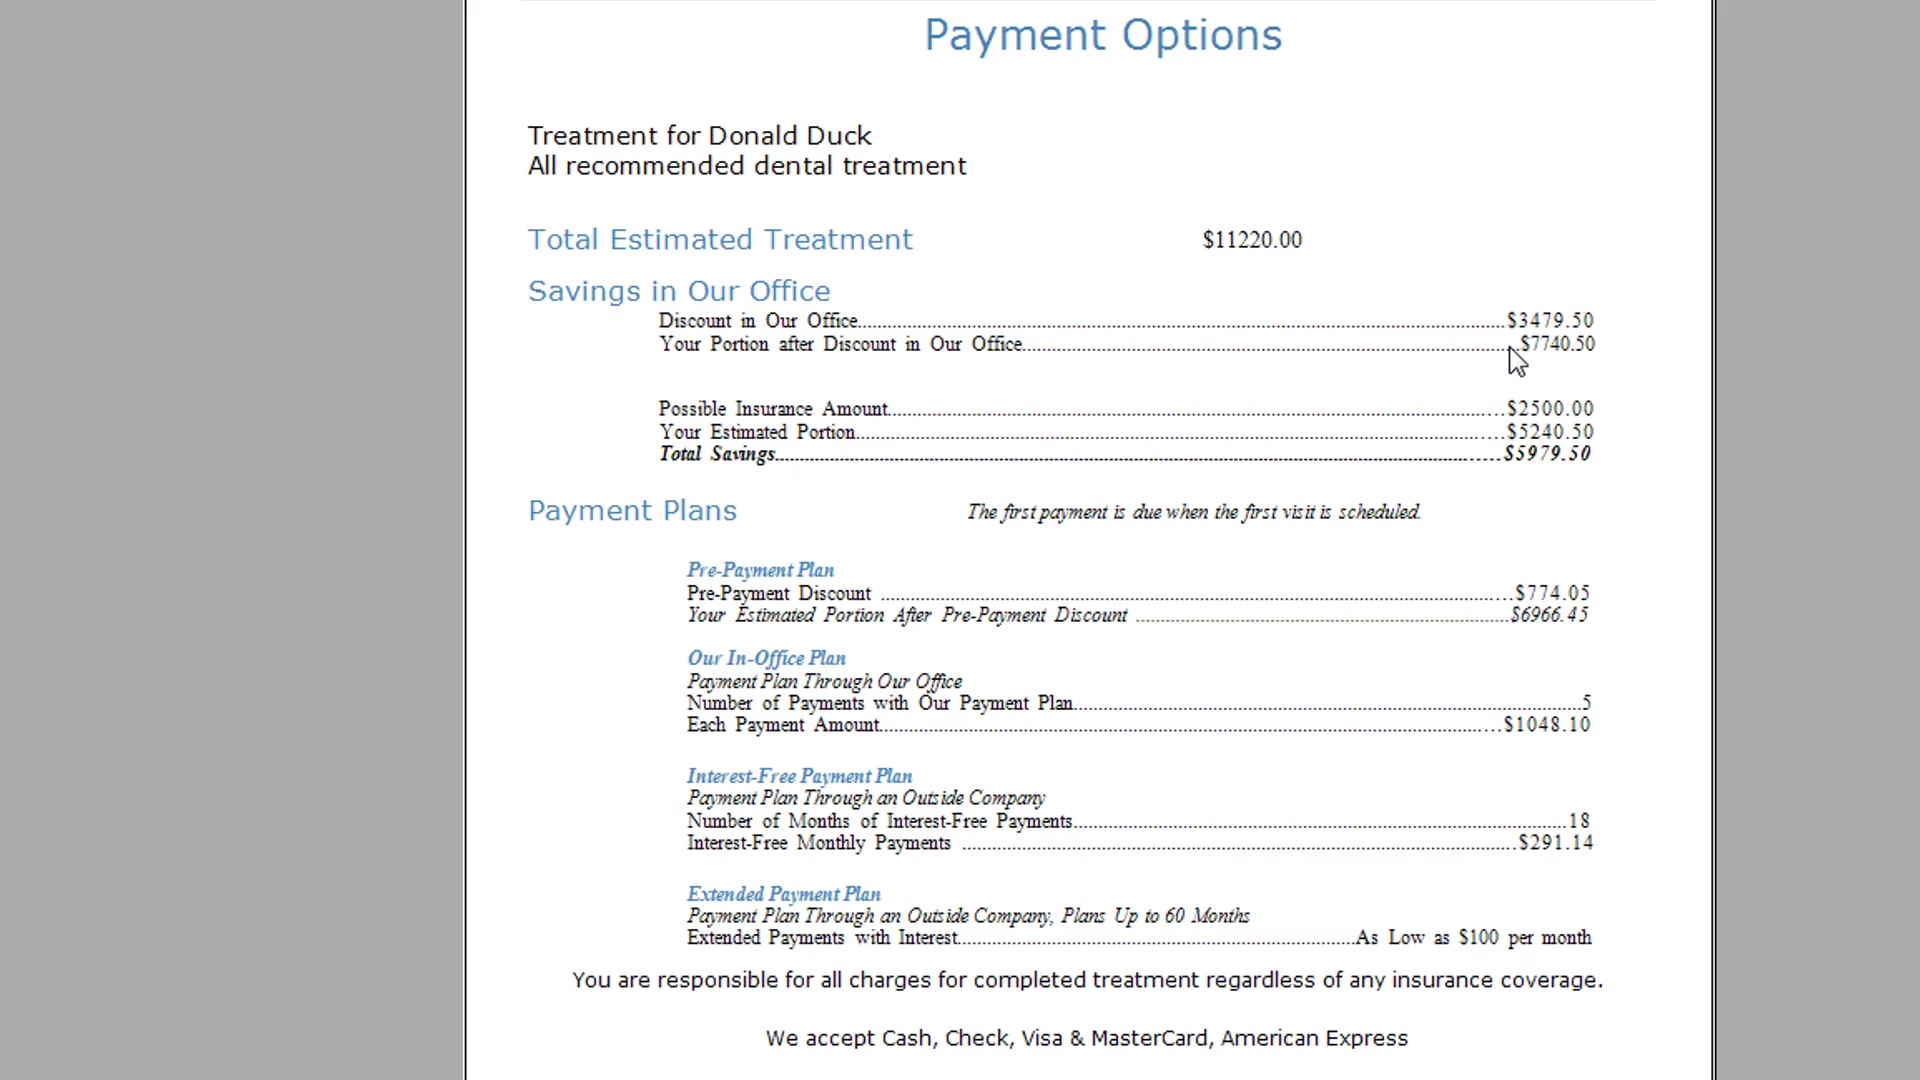 Payment Options
Treatment for Donald Duck
All recommended dental treatment
Total Estimated Treatment $11220.00
Savings in Our Office
Discount in Our Office $3479.50
Your Portion after Discount in Our Office $7740.50
Possible Insurance Amount $2500.00
Your Estimated Portion $5240.50
Total Savings $5979.50
Payment Plans The first payment is due when the first visit is scheduled.
Pre-Payment Plan
Pre-Payment Discount $774.05
Your Estimated Portion After Pre-Payment Discount $6966.45
Our In-Office Plan
Payment Plan Through Our Office
Number of Payments with Our Payment Plan 5
Each Payment Amount $1048.10
Interest-Free Payment Plan
Payment Plan Through an Outside Company
Number of Months of Interest-Free Payments 18
Interest-Free Monthly Payments $291.14
Extended Payment Plan
Payment Plan Through an Outside Company, Plans Up to 60 Months
Extended Payments with Interest As Low as $100 per month
You are responsible for all charges for completed treatment regardless of any insurance coverage.
We accept Cash, Check, Visa & MasterCard, American Express